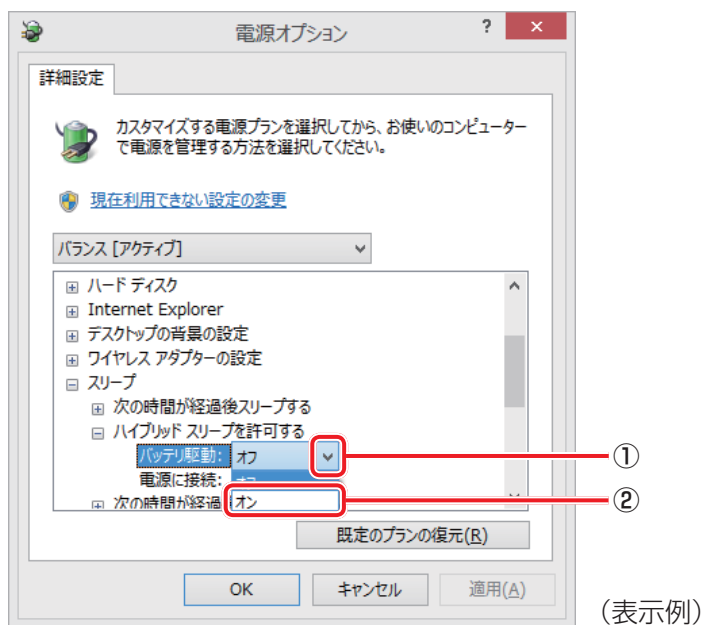 電源オプション
?
×
詳細設定
カスタマイズする電源プランを選択してから、お使いのコンピューター
で電源を管理する方法を選択してください。
現在利用できない設定の変更
バランス [アクティブ]
ハード ディスク
Internet Explorer
デスクトップの背景の設定
ワイヤレス アダプターの設定
スリープ
次の時間が経過後スリープする
ハイブリッド スリープを許可する
バッテリ駆動: オフ
①
電源に接続:
次の時間が経過
オン
②
既定のプランの復元(R)
OK
キャンセル
適用(A)
(表示例)